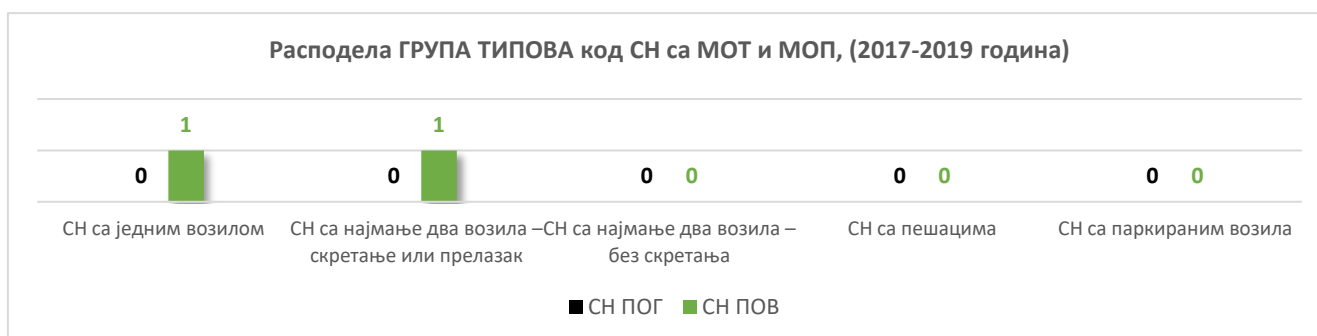 Расподела ГРУПА ТИПОВА код СН са МОТ и МОП, (2017-2019 година)
1 1
0 0 0 0 0 0 0 0
СН са једним возилом
СН са најмање два возила –
скретање или прелазак
СН са најмање два возила –
без скретања
СН са пешацима
СН са паркираним возила
СН ПОГ СН ПОВ